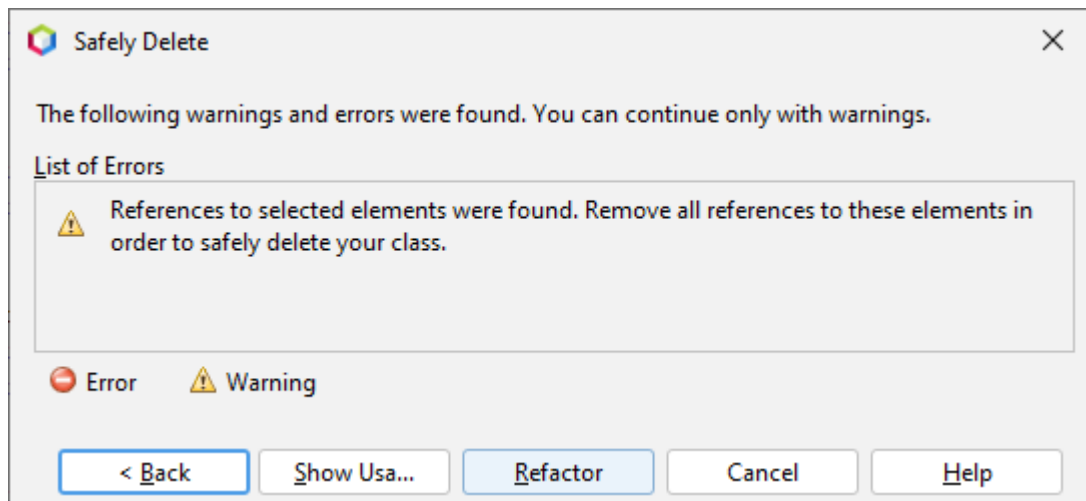 Safely Delete
The following warnings and errors were found. You can continue only with warnings.
List of Errors
References to selected elements were found. Remove all references to these elements in
order to safely delete your class.
Error Warning
< Back Show Usa... Refactor Cancel Help